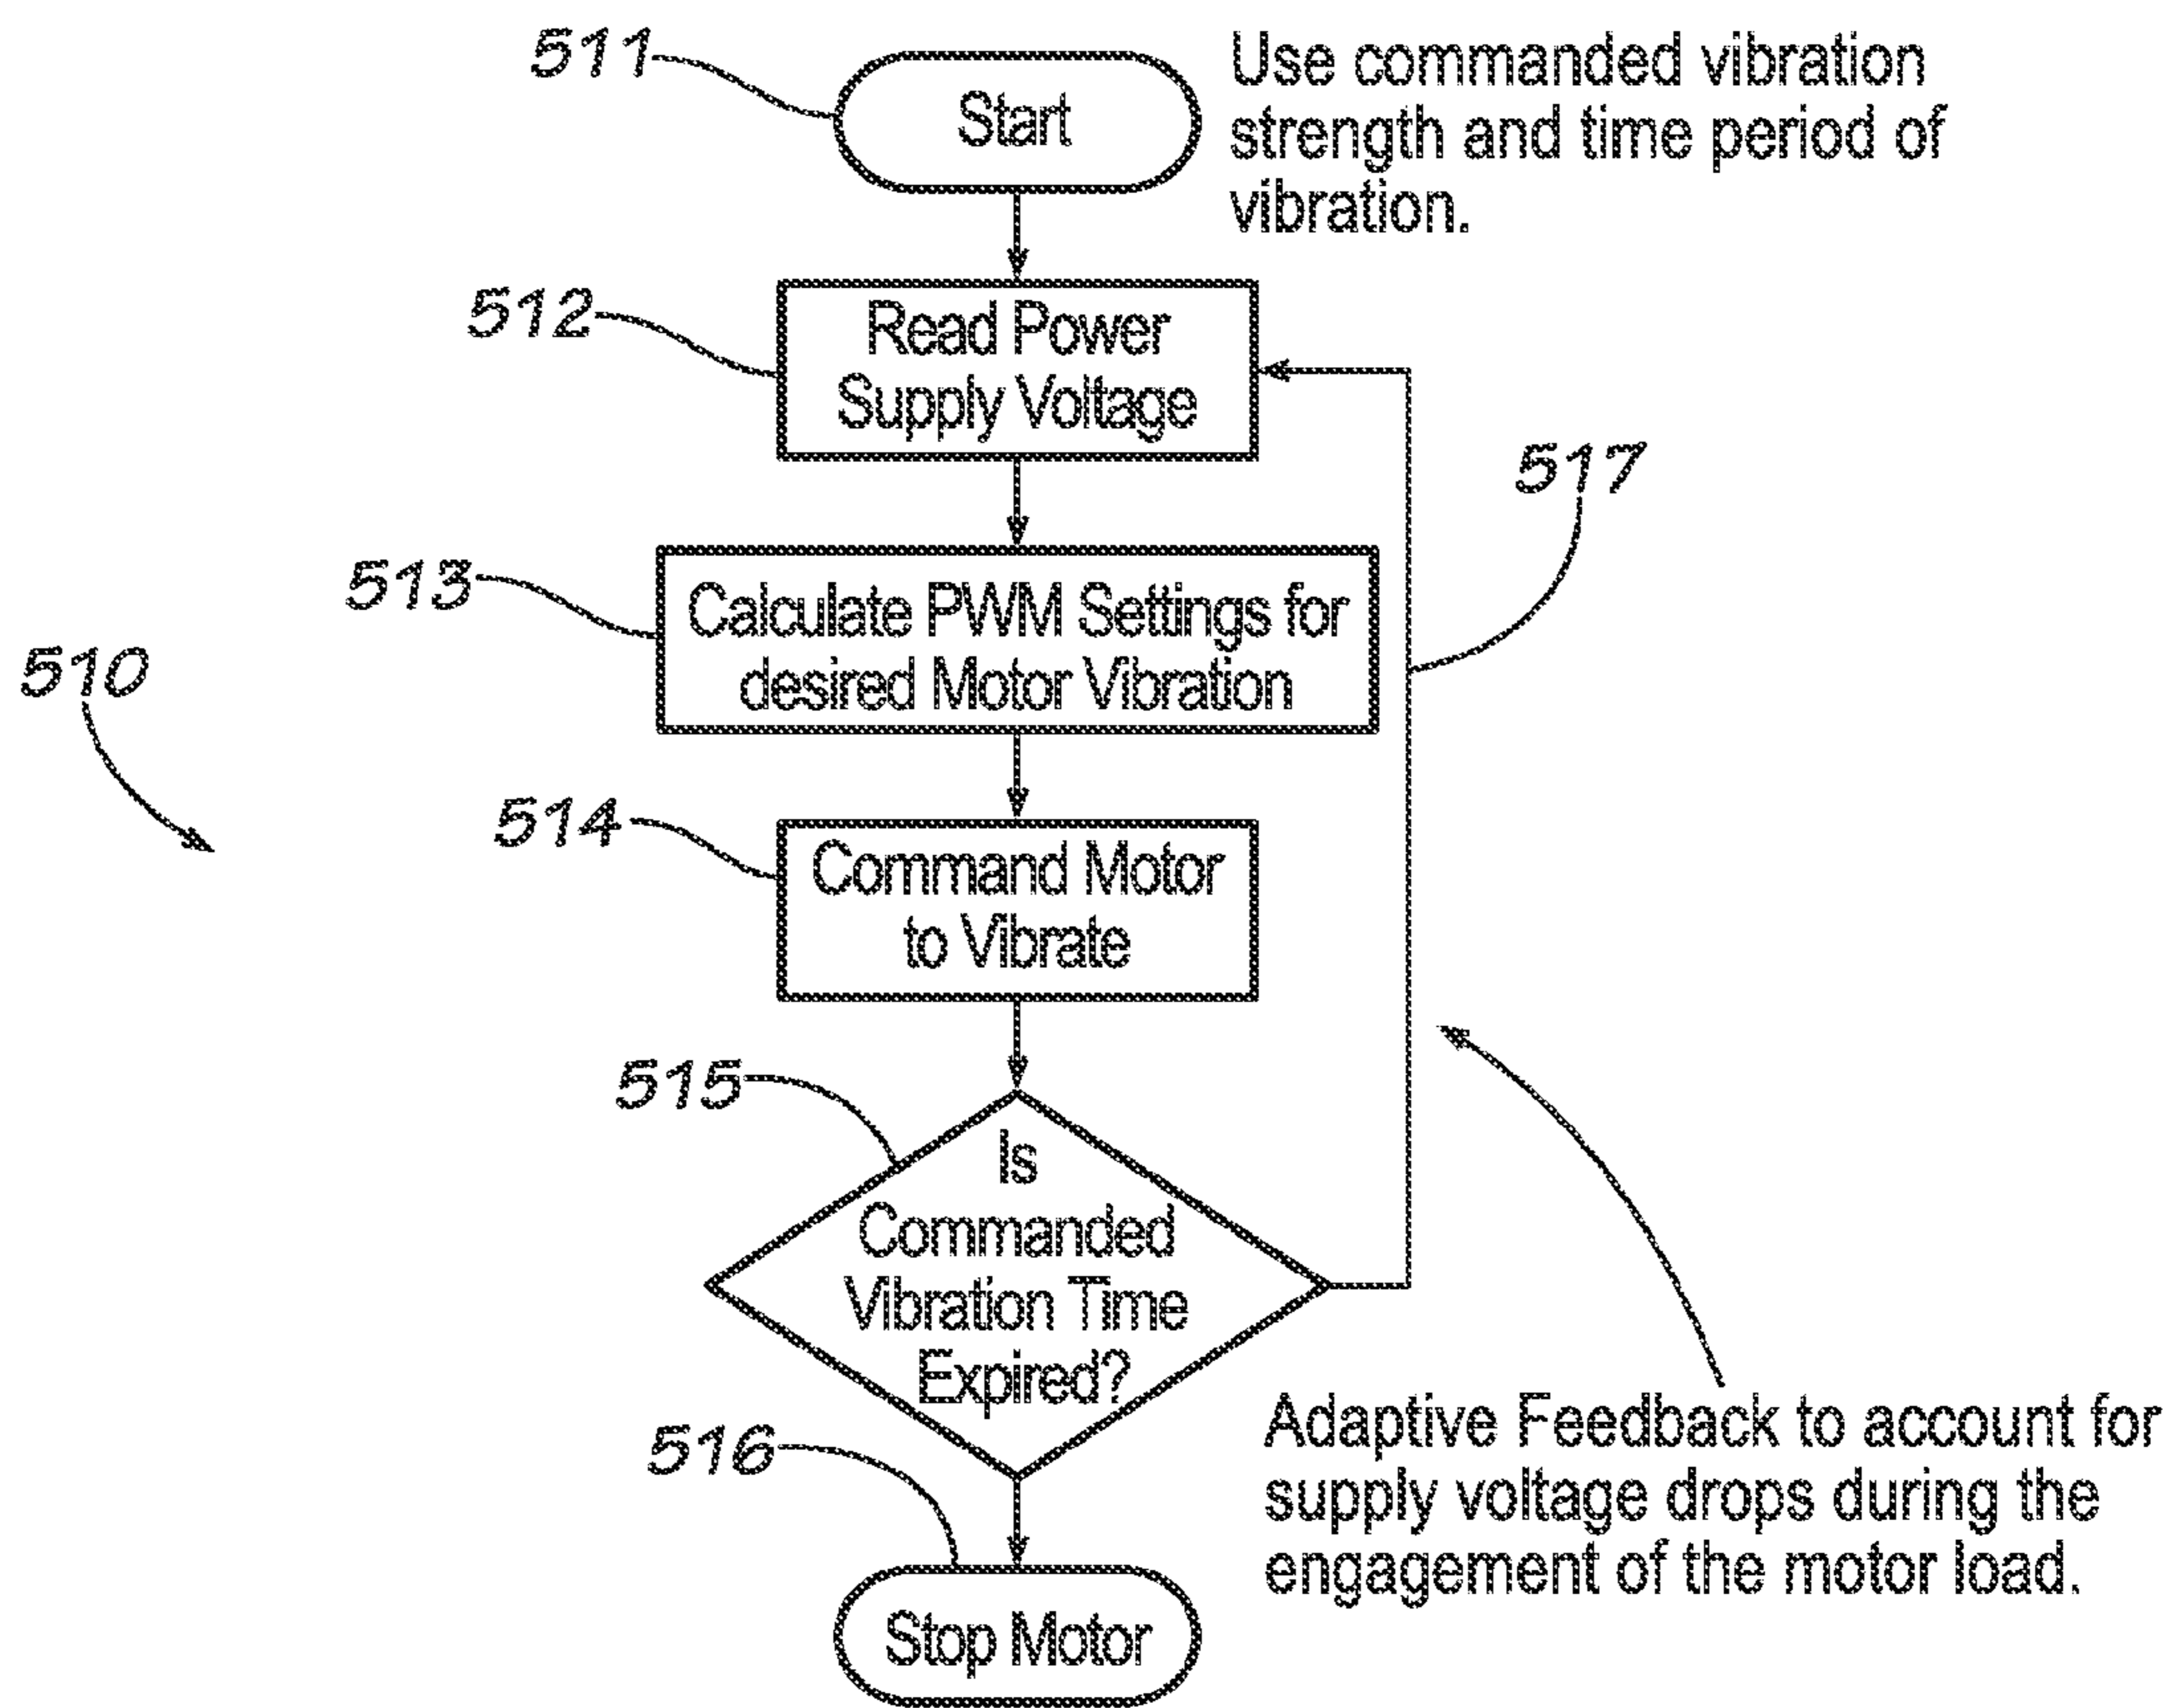 511
Start
Use commanded vibration
strength and time period of
vibration.
512
Read Power
Supply Voltage
517
513
Calculate PWM Settings for
desired Motor Vibration
510
514
Command Motor
to Vibrate
515
Is
Commanded
Vibration Time
Expired?
516
Adaptive Feedback to account for
supply voltage drops during the
engagement of the motor load.
Stop Motor